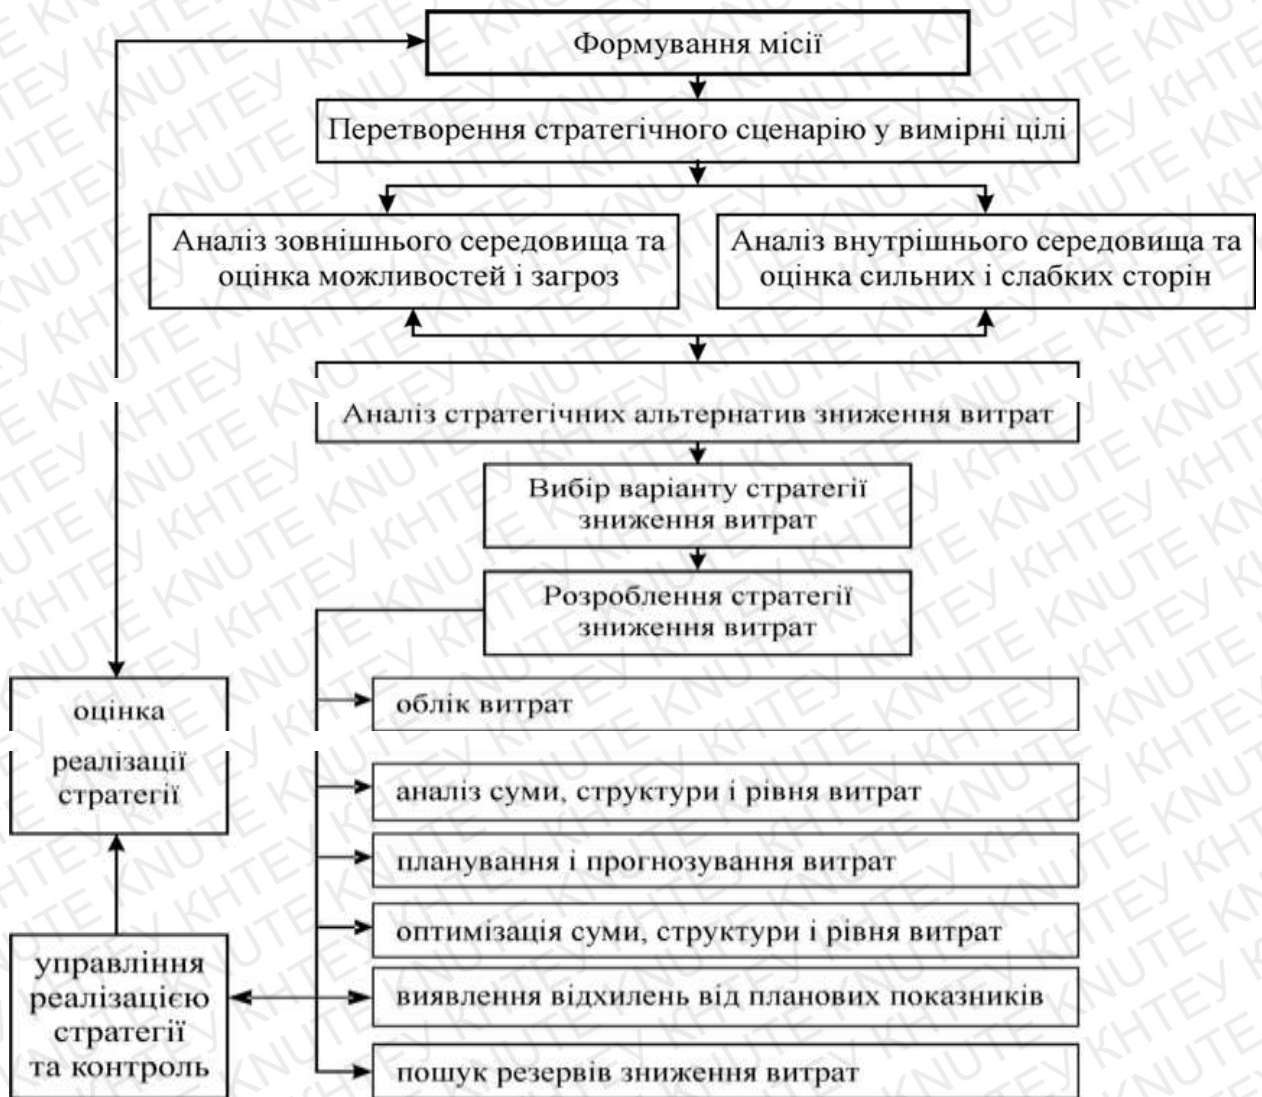 Формування місії
Перетворення стратегічного сценарію у вимірні цілі
Аналіз зовнішнього середовища та
оцінка можливостей і загроз
Аналіз внутрішнього середовища та
оцінка сильних і слабких сторін
Аналіз стратегічних альтернатив зниження витрат
Вибір варіанту стратегії
зниження витрат
Розроблення стратегії
зниження витрат
оцінка
реалізації
стратегії
облік витрат
аналіз суми, структури і рівня витрат
планування і прогнозування витрат
оптимізація суми, структури і рівня витрат
управління
реалізацією
стратегії
та контроль
виявлення відхилень від планових показників
пошук резервів зниження витрат
KNUTE КНТЕУ